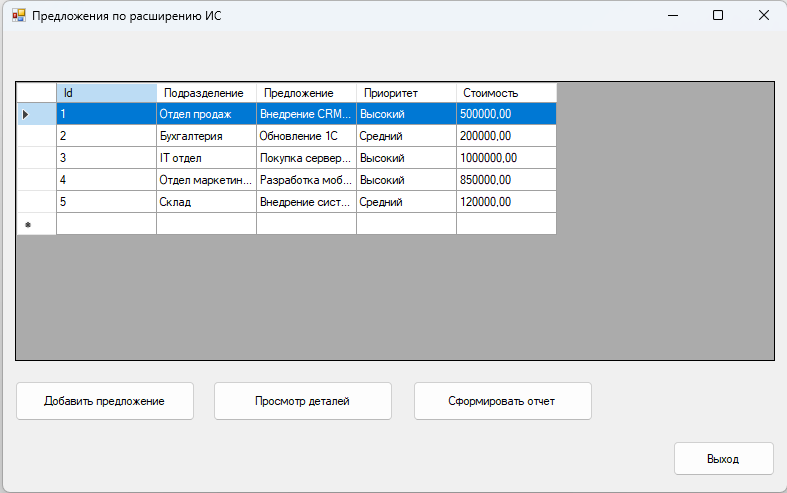 Предложения по расширению ИС
Id Подразделение Предложение Приоритет Стоимость
1 Отдел продаж Внедрение CRM... Высокий 500000,00
2 Бухгалтерия Обновление 1С Средний 200000,00
3 IT отдел Покупка сервер... Высокий 1000000,00
4 Отдел маркетин... Разработка моб... Высокий 850000,00
5 Склад Внедрение сист... Средний 120000,00
Добавить предложение Просмотр деталей Сформировать отчет
Выход